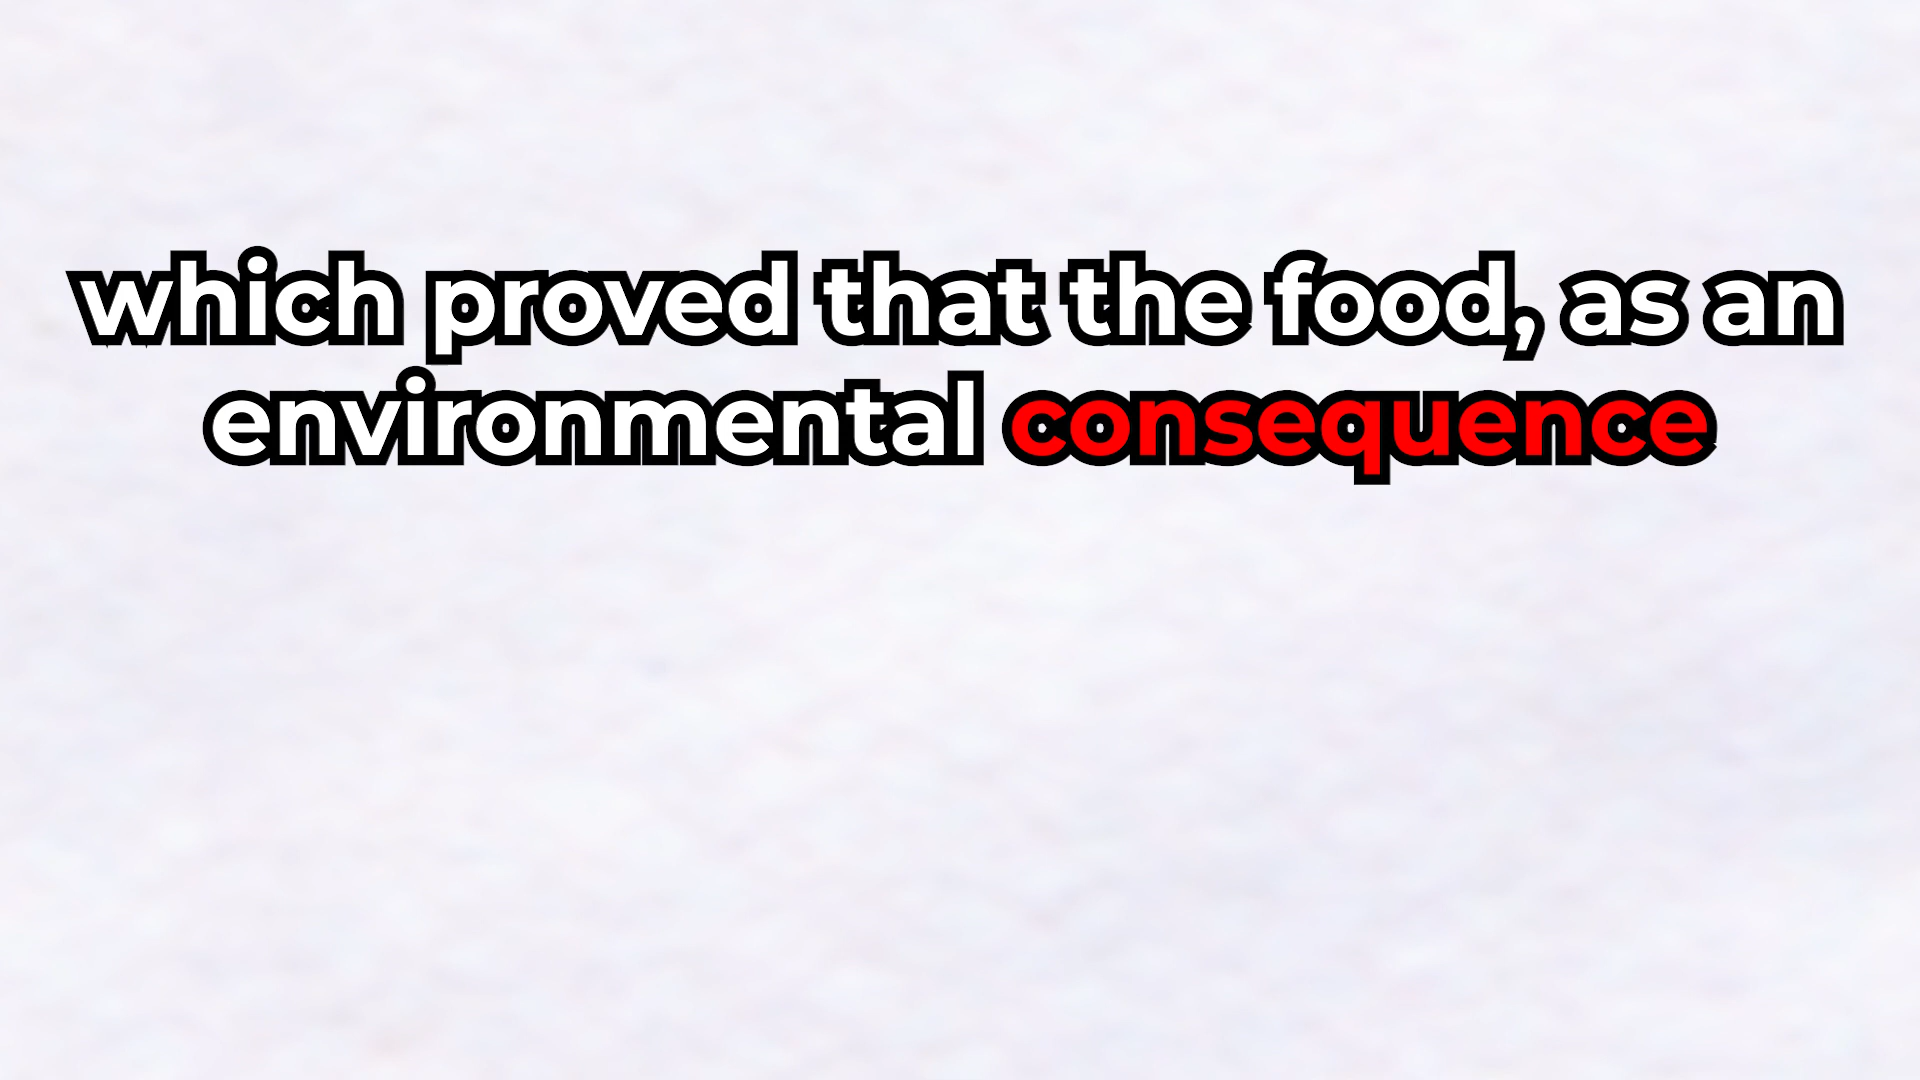 which proved that the food, as an
environmental consequence